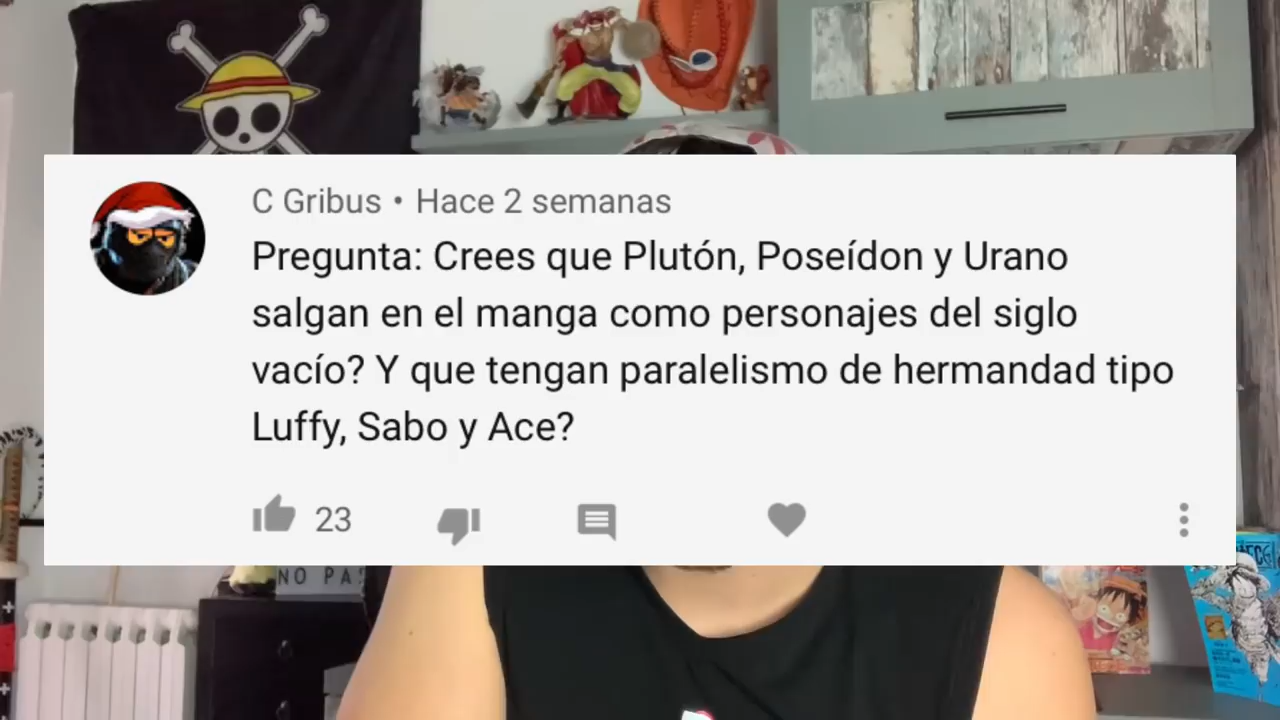 C Gribus • Hace 2 semanas
Pregunta: Crees que Plutón, Poseídon y Urano
salgan en el manga como personajes del siglo
vacío? Y que tengan paralelismo de hermandad tipo
Luffy, Sabo y Ace?
23
NO PA